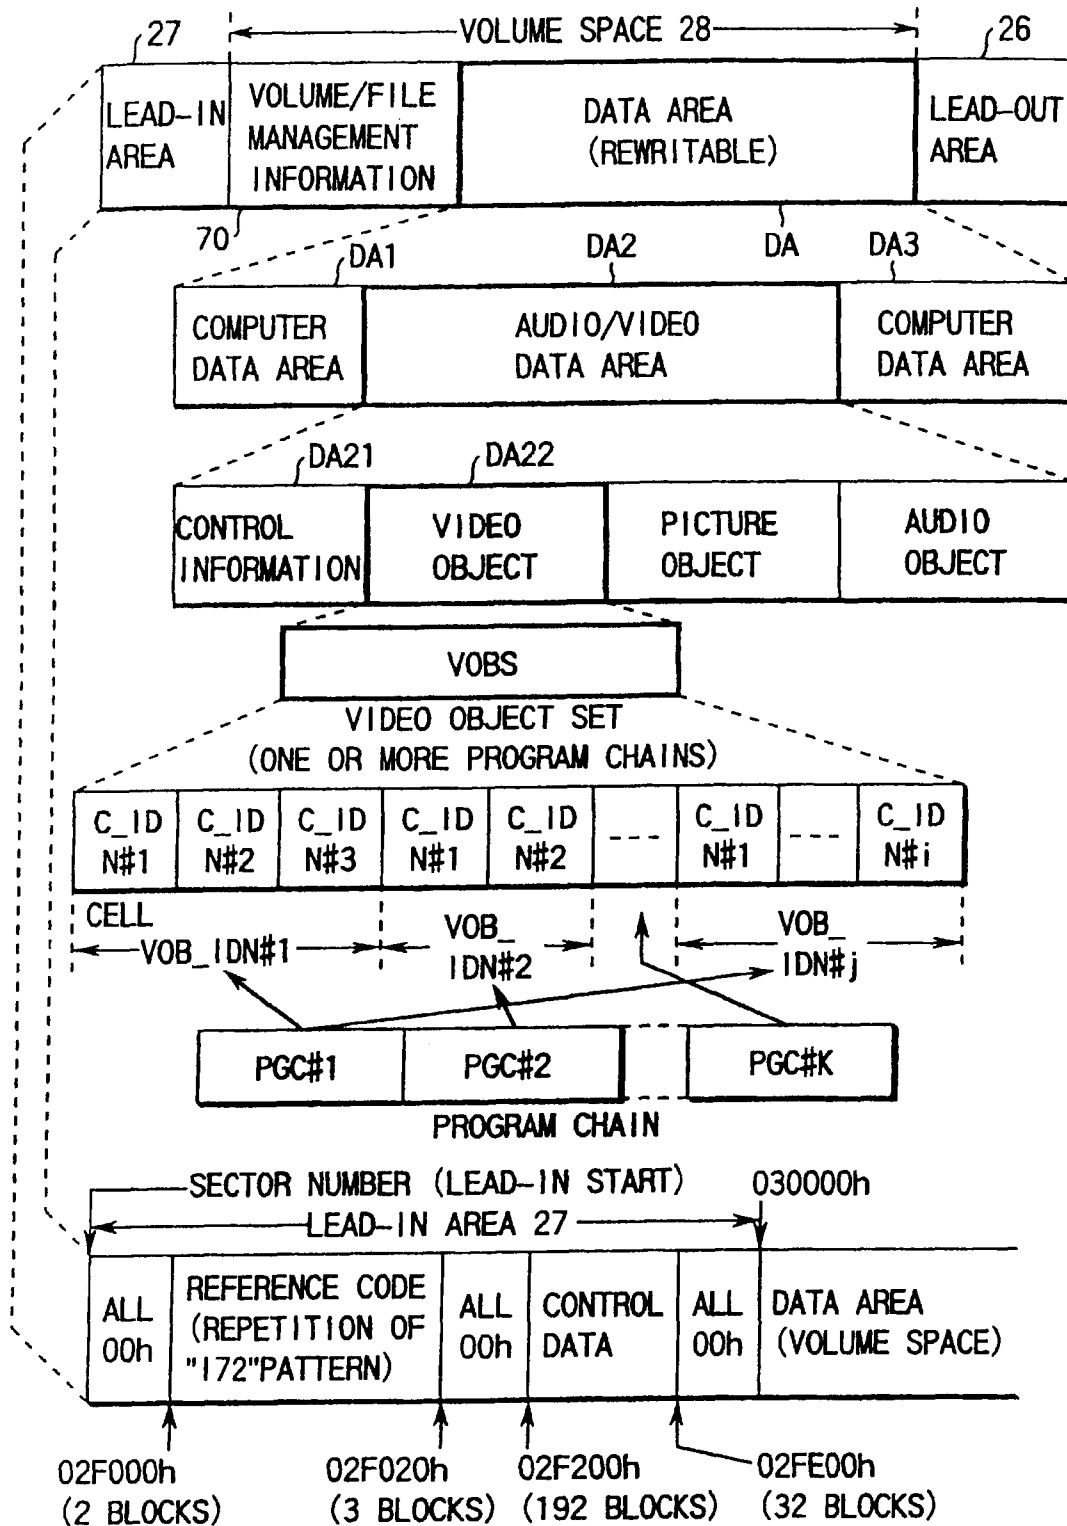 27
VOLUME SPACE 28
26
LEAD-IN
AREA
VOLUME/FILE
MANAGEMENT
INFORMATION
DATA AREA
(REWRITABLE)
LEAD-OUT
AREA
70
DA
DA1
DA2
DA3
COMPUTER
DATA AREA
AUDIO/VIDEO
DATA AREA
COMPUTER
DATA AREA
DA21
DA22
CONTROL
INFORMATION
VIDEO
OBJECT
PICTURE
OBJECT
AUDIO
OBJECT
VOBS
VIDEO OBJECT SET
(ONE OR MORE PROGRAM CHAINS)
C_ID
N#1
C_ID
N#2
C_ID
N#3
C_ID
N#1
C_ID
N#2
----
C_ID
N#1
----
C_ID
N#i
CELL
VOB_IDN#1
VOB_
IDN#2
VOB_
IDN#j
PGC#1
PGC#2
PGC#K
PROGRAM CHAIN
SECTOR NUMBER (LEAD-IN START)
030000h
LEAD-IN AREA 27
ALL
00h
REFERENCE CODE
(REPETITION OF
"172"PATTERN)
ALL
00h
CONTROL
DATA
ALL
00h
DATA AREA
(VOLUME SPACE)
02F000h
(2 BLOCKS)
02F020h
(3 BLOCKS)
02F200h
(192 BLOCKS)
02FE00h
(32 BLOCKS)